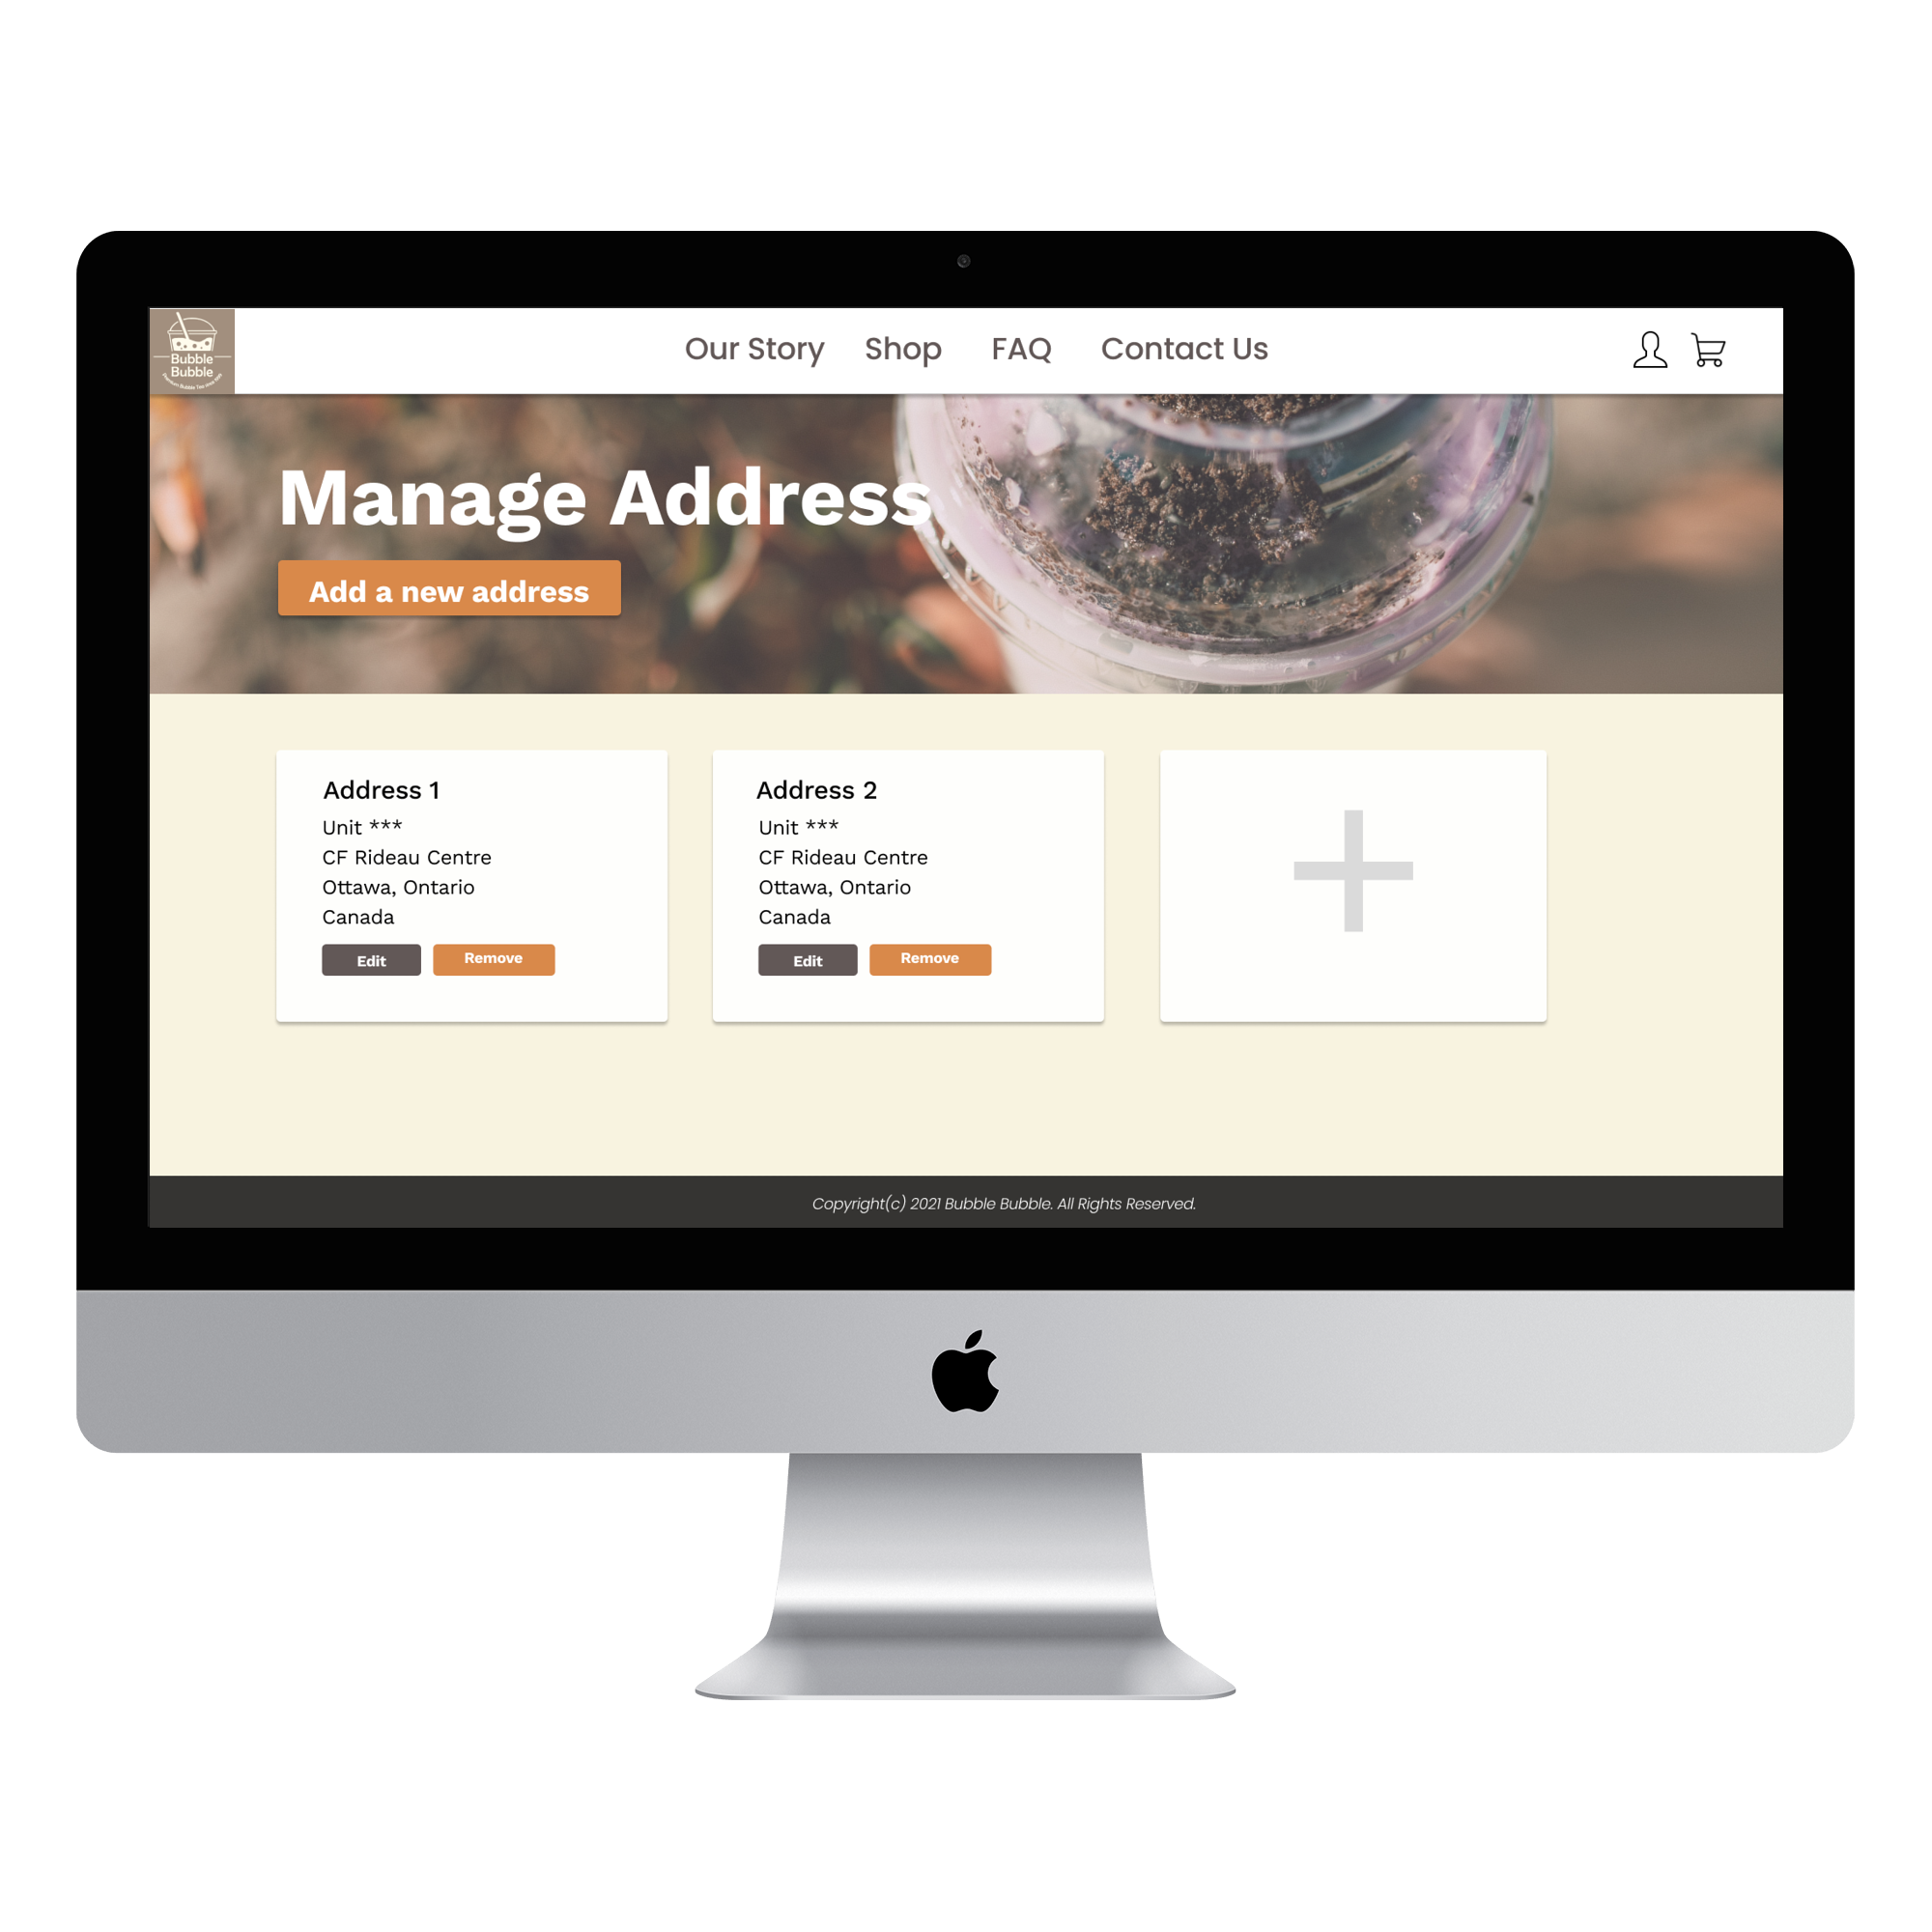 Bubble
Bubble
Our Story Shop FAQ Contact Us
Manage Address
Add a new address
Address 1
Unit ***
CF Rideau Centre
Ottawa, Ontario
Canada
Edit Remove
Address 2
Unit ***
CF Rideau Centre
Ottawa, Ontario
Canada
Edit Remove
Copyright(c) 2021 Bubble Bubble. All Rights Reserved.